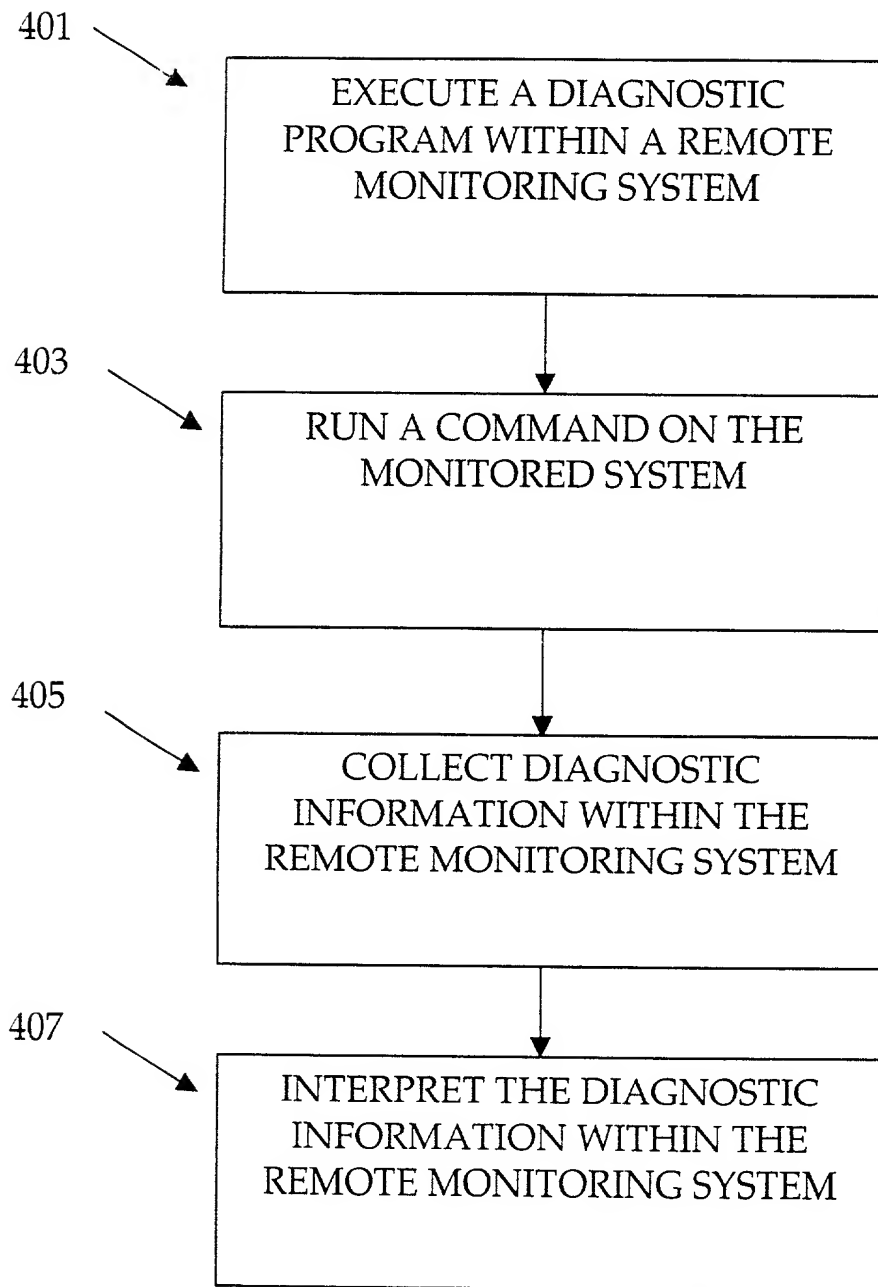 401
EXECUTE A DIAGNOSTIC
PROGRAM WITHIN A REMOTE
MONITORING SYSTEM
403
RUN A COMMAND ON THE
MONITORED SYSTEM
405
COLLECT DIAGNOSTIC
INFORMATION WITHIN THE
REMOTE MONITORING SYSTEM
407
INTERPRET THE DIAGNOSTIC
INFORMATION WITHIN THE
REMOTE MONITORING SYSTEM